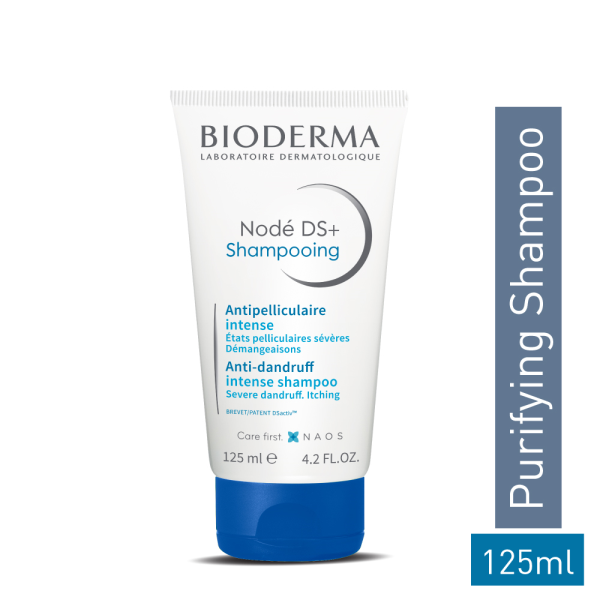 BIODERMA
LABORATOIRE DERMATOLOGIQUE
Nodé DS+
Shampooing
Antipelliculaire
intense
États pelliculaires sévères
Démangeaisons
Anti-dandruff
intense shampoo
Severe dandruff. Itching
BREVET/PATENT DSactiv™
Care first. NAOS
125 ml ℮ 4.2 FL.OZ.
Purifying Shampoo
125ml